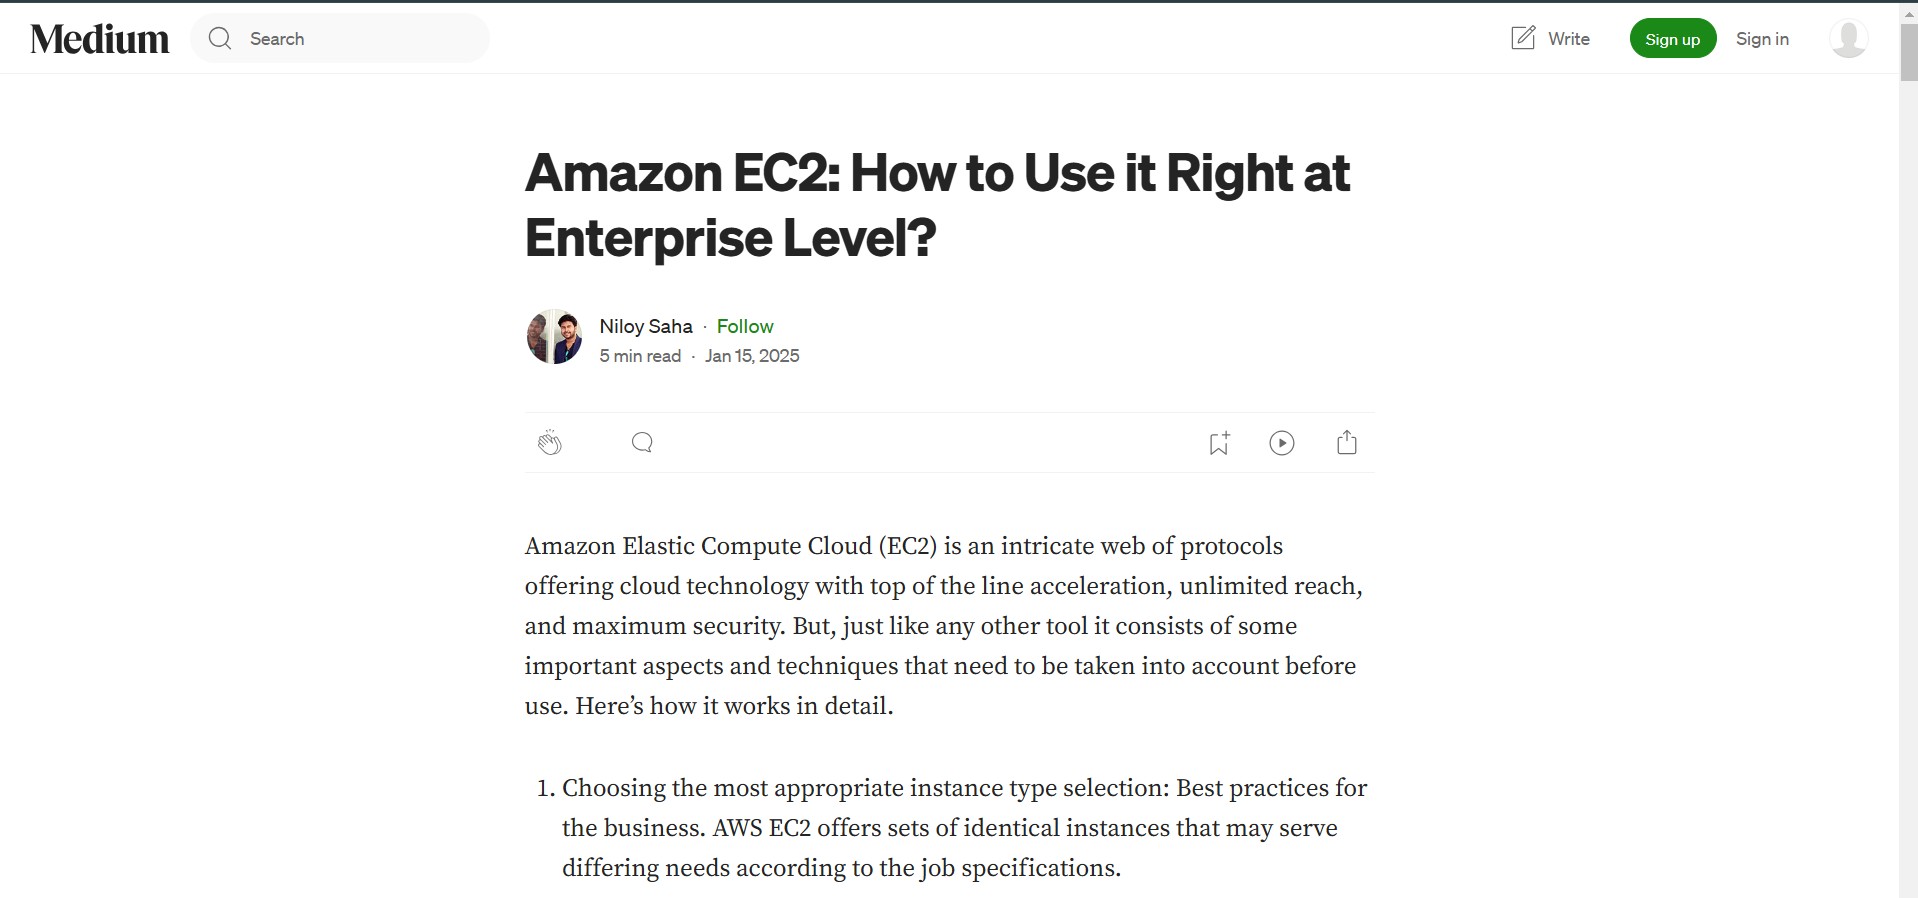 Medium
Search
Write
Sign up
Sign in
Amazon EC2: How to Use it Right at
Enterprise Level?
Niloy Saha · Follow
5 min read · Jan 15, 2025
Amazon Elastic Compute Cloud (EC2) is an intricate web of protocols
offering cloud technology with top of the line acceleration, unlimited reach,
and maximum security. But, just like any other tool it consists of some
important aspects and techniques that need to be taken into account before
use. Here’s how it works in detail.
1. Choosing the most appropriate instance type selection: Best practices for
the business. AWS EC2 offers sets of identical instances that may serve
differing needs according to the job specifications.